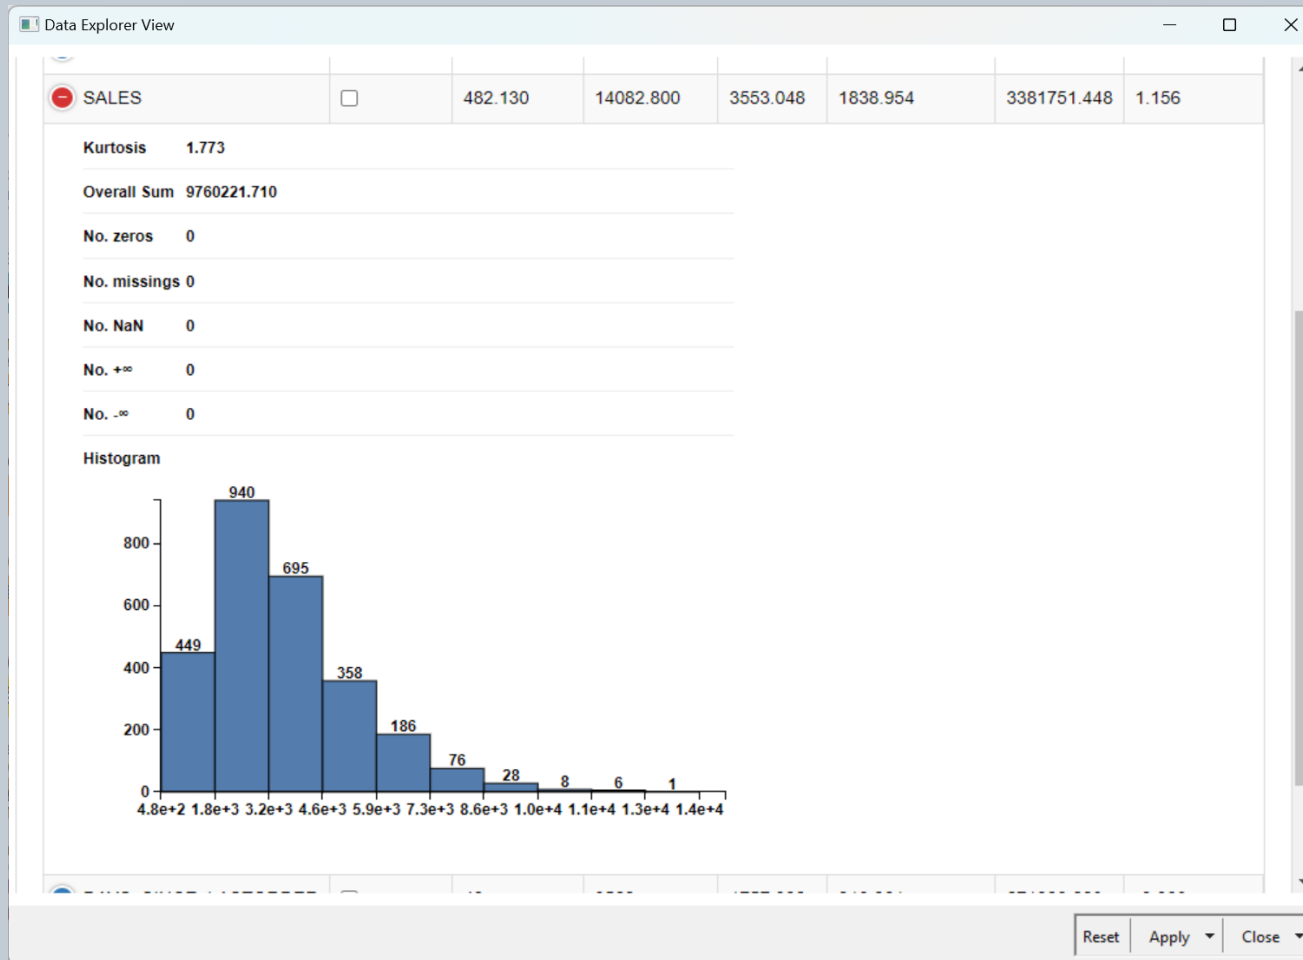 Data Explorer View
SALES 482.130 14082.800 3553.048 1838.954 3381751.448 1.156
Kurtosis 1.773
Overall Sum 9760221.710
No. zeros 0
No. missings 0
No. NaN 0
No. +∞ 0
No. -∞ 0
Histogram
940
800
695
600
449
400
358
200
186
76
28
8
6
1
0
4.8e+2 1.8e+3 3.2e+3 4.6e+3 5.9e+3 7.3e+3 8.6e+3 1.0e+4 1.1e+4 1.3e+4 1.4e+4
Reset Apply Close